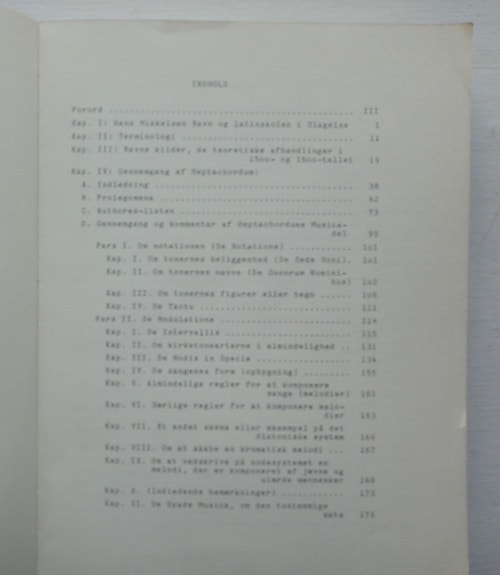 INDHOLD
Forord .......... III
Kap. I: Hans Mikkelsen Ravn og latinskolen i Slagelse 1
Kap. II: Terminologi .......... 11
Kap. III: Ravns kilder, de teoretiske afhandlinger i
1500- og 1600-tallet 19
Kap. IV: Gennemgang af Heptachordum:
A. Indledning .......... 38
B. Prolegomena .......... 42
C. Authores-listen .......... 73
D. Gennemgang og kommentar af Heptachordums Musica-
del 99
Pars I. Om notationen (De Notatione) .......... 101
Kap. I. Om tonernes beliggenhed (De Sede Soni). 101
Kap. II. Om tonernes navne (De Sonorum Nomini-
bus) 102
Kap. III. Om tonernes figurer eller tegn ...... 106
Kap. IV. De Tactu .......... 111
Pars II. De Modulatione .......... 114
Kap. I. De Intervallis .......... 115
Kap. II. Om kirketonearterne i almindelighed .. 131
Kap. III. De Modis in Specie .......... 134
Kap. IV. Om sangenes form (opbygning) .......... 155
Kap. V. Almindelige regler for at komponere
sange (melodier) 161
Kap. VI. Særlige regler for at komponere melo-
dier 163
Kap. VII. Et andet skema eller eksempel på det
diatoniske system 166
Kap. VIII. Om at skabe en kromatisk melodi ... 167
Kap. IX. Om at nedskrive på nodesystemet en
melodi, der er komponeret af jævne og
ulærde mennesker 168
Kap. X. (Indledende bemærkninger) .......... 173
Kap. XI. De Dyade Musica, om den tostemmige
sats 176